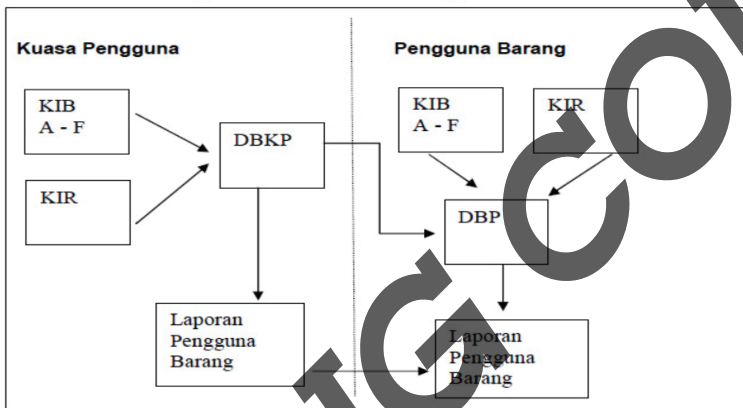 Kuasa Pengguna
KIB
A - F
KIR
DBKP
Laporan
Pengguna
Barang
Pengguna Barang
KIB
A - F
KIR
DBP
Laporan
Pengguna
Barang